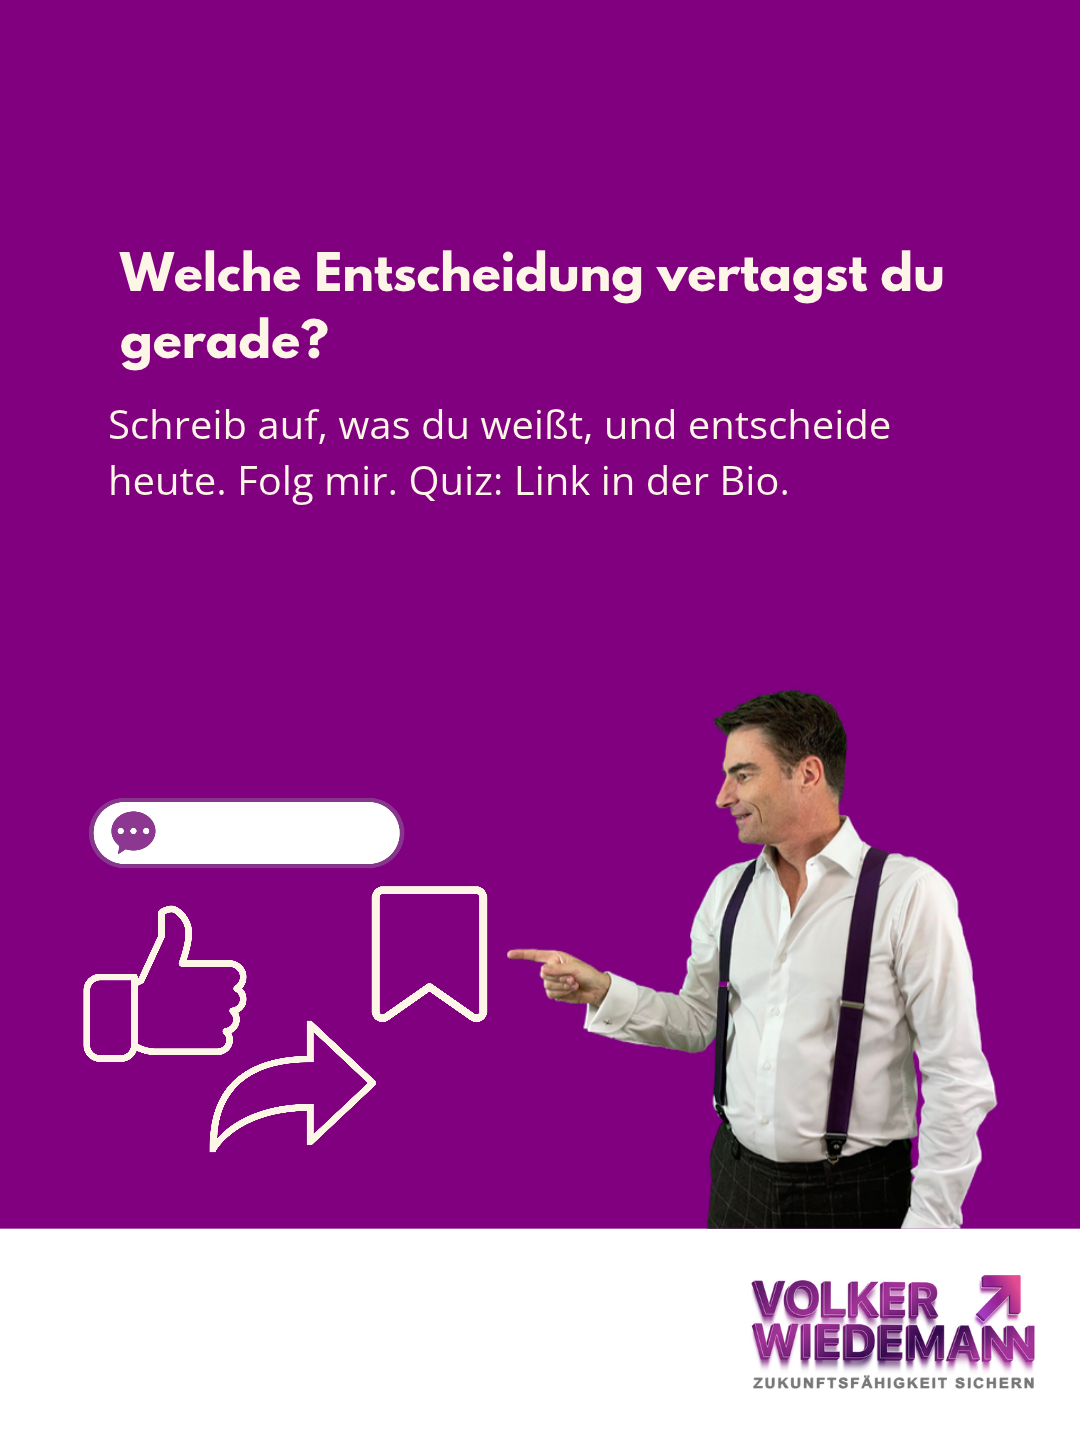 Welche Entscheidung vertagst du
gerade?
Schreib auf, was du weißt, und entscheide
heute. Folg mir. Quiz: Link in der Bio.
VOLKER
WIEDEMANN
ZUKUNFTSFÄHIGKEIT SICHERN